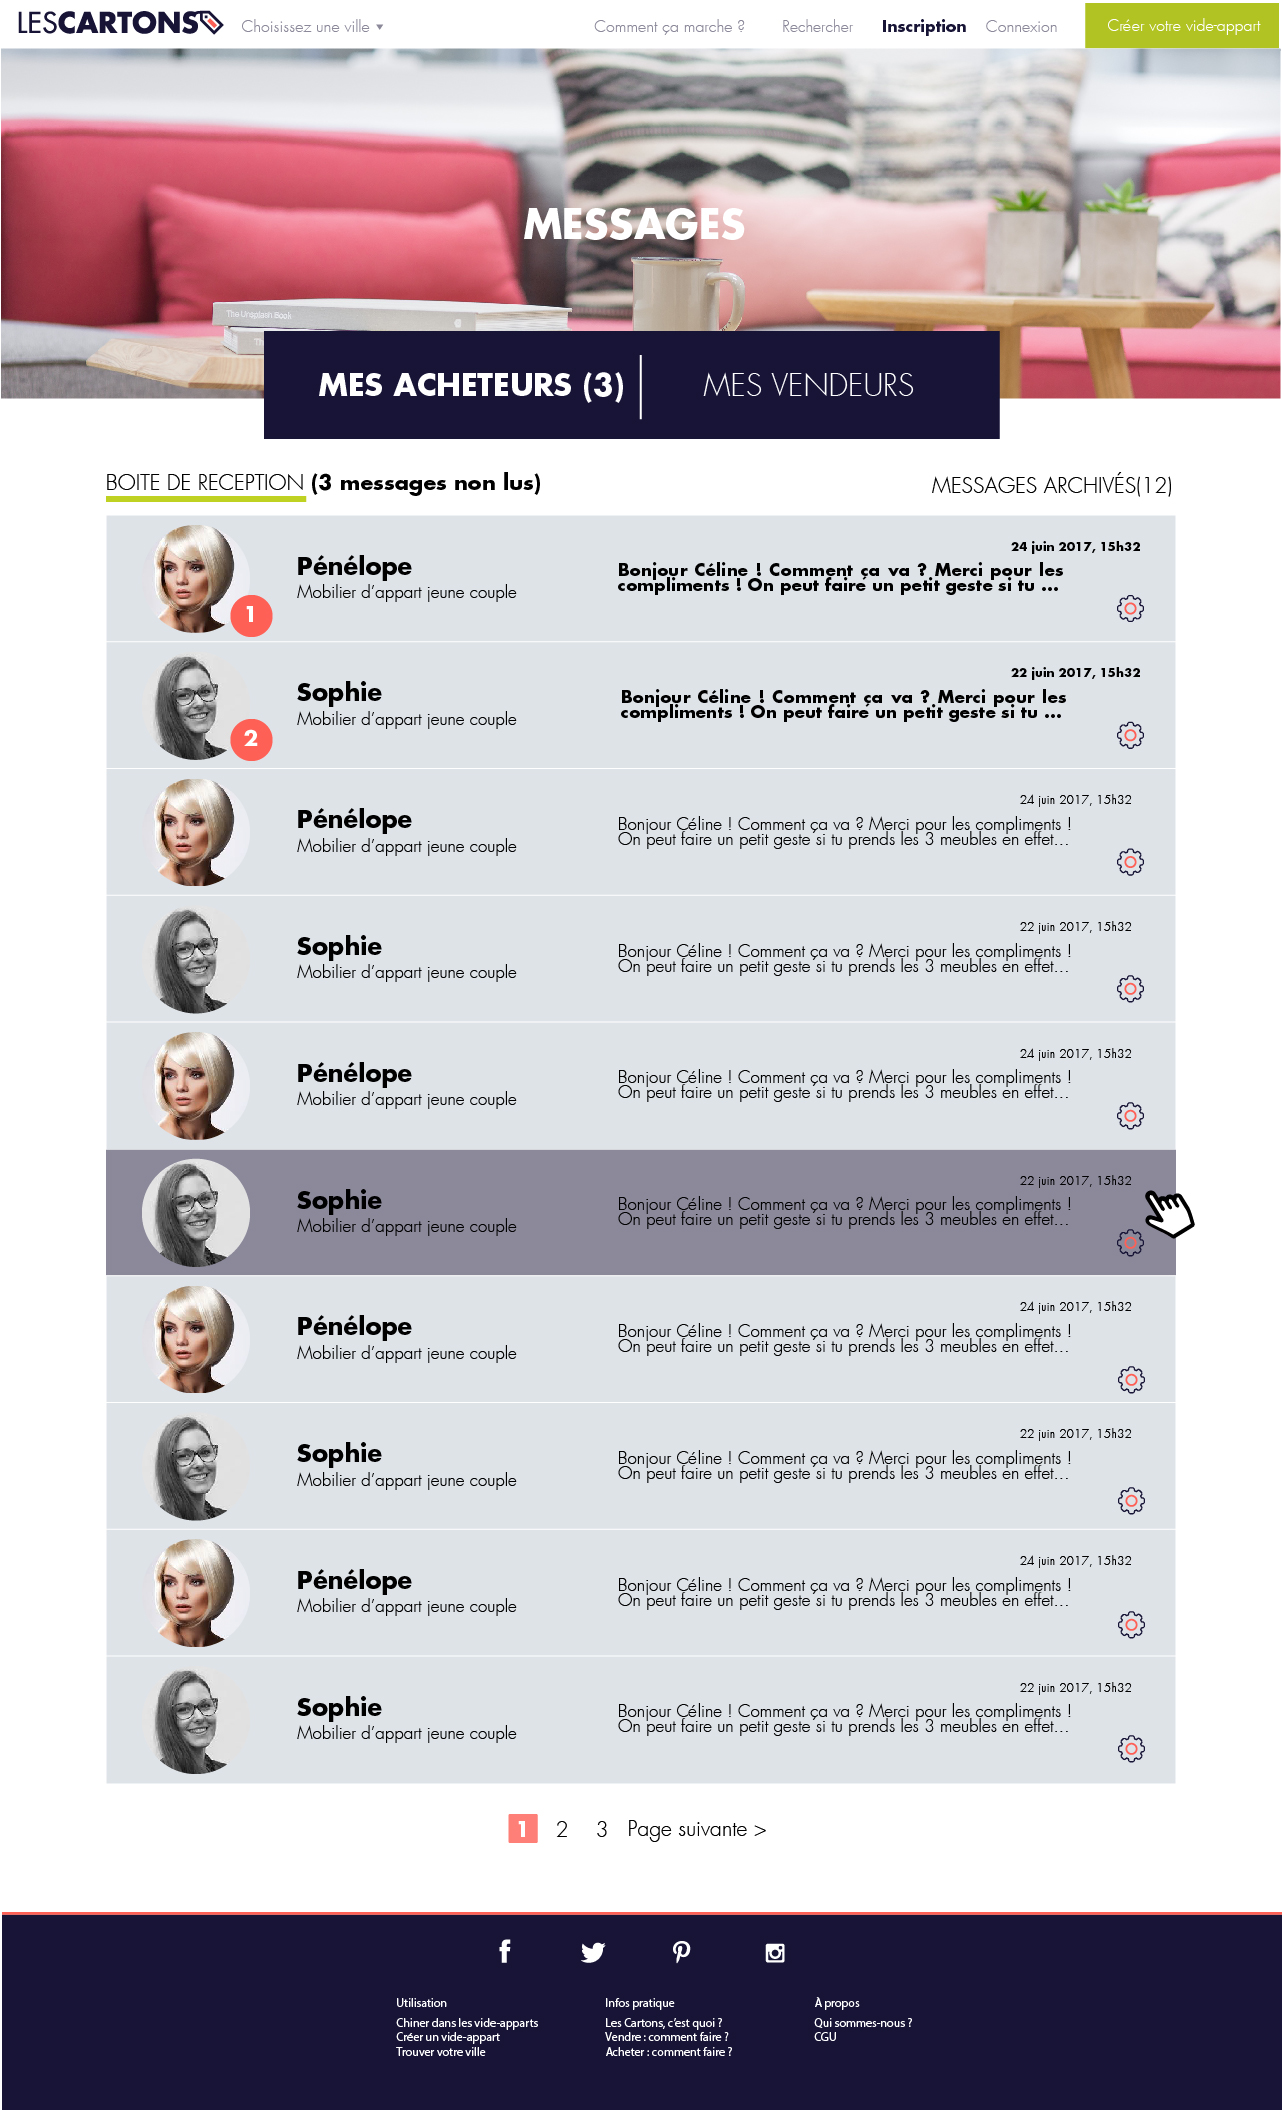 LESCARTONS
Choisissez une ville ▾
Comment ça marche ?
Rechercher
Inscription
Connexion
Créer votre vide-appart
MESSAGES
The Unsplash Book
MES ACHETEURS (3)
MES VENDEURS
BOITE DE RECEPTION (3 messages non lus)
MESSAGES ARCHIVÉS(12)
1
Pénélope
Mobilier d’appart jeune couple
24 juin 2017, 15h32
Bonjour Céline ! Comment ça va ? Merci pour les
compliments ! On peut faire un petit geste si tu ...
2
Sophie
Mobilier d’appart jeune couple
22 juin 2017, 15h32
Bonjour Céline ! Comment ça va ? Merci pour les
compliments ! On peut faire un petit geste si tu ...
Pénélope
Mobilier d’appart jeune couple
24 juin 2017, 15h32
Bonjour Céline ! Comment ça va ? Merci pour les compliments !
On peut faire un petit geste si tu prends les 3 meubles en effet...
Sophie
Mobilier d’appart jeune couple
22 juin 2017, 15h32
Bonjour Céline ! Comment ça va ? Merci pour les compliments !
On peut faire un petit geste si tu prends les 3 meubles en effet...
Pénélope
Mobilier d’appart jeune couple
24 juin 2017, 15h32
Bonjour Céline ! Comment ça va ? Merci pour les compliments !
On peut faire un petit geste si tu prends les 3 meubles en effet...
Sophie
Mobilier d’appart jeune couple
22 juin 2017, 15h32
Bonjour Céline ! Comment ça va ? Merci pour les compliments !
On peut faire un petit geste si tu prends les 3 meubles en effet...
Pénélope
Mobilier d’appart jeune couple
24 juin 2017, 15h32
Bonjour Céline ! Comment ça va ? Merci pour les compliments !
On peut faire un petit geste si tu prends les 3 meubles en effet...
Sophie
Mobilier d’appart jeune couple
22 juin 2017, 15h32
Bonjour Céline ! Comment ça va ? Merci pour les compliments !
On peut faire un petit geste si tu prends les 3 meubles en effet...
Pénélope
Mobilier d’appart jeune couple
24 juin 2017, 15h32
Bonjour Céline ! Comment ça va ? Merci pour les compliments !
On peut faire un petit geste si tu prends les 3 meubles en effet...
Sophie
Mobilier d’appart jeune couple
22 juin 2017, 15h32
Bonjour Céline ! Comment ça va ? Merci pour les compliments !
On peut faire un petit geste si tu prends les 3 meubles en effet...
1 2 3 Page suivante >
Utilisation
Chiner dans les vide-apparts
Créer un vide-appart
Trouver votre ville
Infos pratique
Les Cartons, c’est quoi ?
Vendre : comment faire ?
Acheter : comment faire ?
À propos
Qui sommes-nous ?
CGU